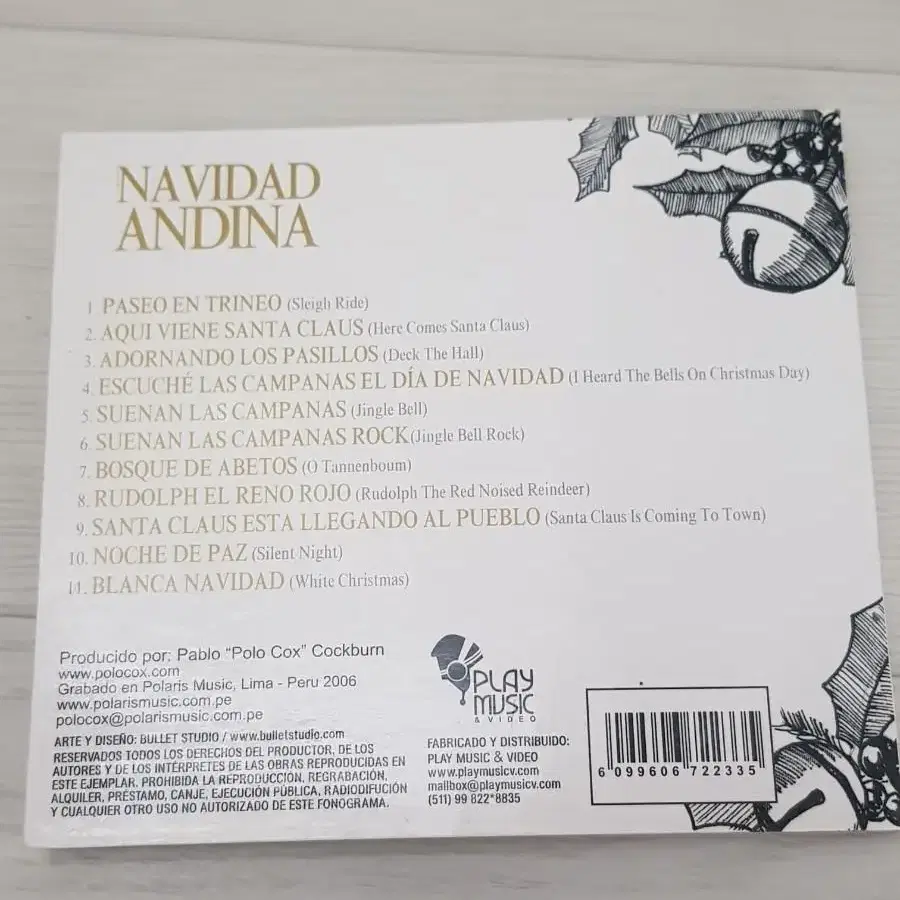 NAVIDAD
ANDINA
1 PASEO EN TRINEO (Sleigh Ride)
2. AQUI VIENE SANTA CLAUS (Here Comes Santa Claus)
3. ADORNANDO LOS PASILLOS (Deck The Hall)
4. ESCUCHÉ LAS CAMPANAS EL DÍA DE NAVIDAD (I Heard The Bells On Christmas Day)
5. SUENAN LAS CAMPANAS (Jingle Bell)
6. SUENAN LAS CAMPANAS ROCK(Jingle Bell Rock)
7. BOSQUE DE ABETOS (O Tannenboum)
8. RUDOLPH EL RENO ROJO (Rudolph The Red Noised Reindeer)
9. SANTA CLAUS ESTA LLEGANDO AL PUEBLO (Santa Claus Is Coming To Town)
10. NOCHE DE PAZ (Silent Night)
11. BLANCA NAVIDAD (White Christmas)
Producido por: Pablo "Polo Cox" Cockburn
www.polocox.com
Grabado en Polaris Music, Lima - Peru 2006
www.polarismusic.com.pe
polocox@polarismusic.com.pe
ARTE Y DISEÑO: BULLET STUDIO / www.bulletstudio.com
RESERVADOS TODOS LOS DERECHOS DEL PRODUCTOR, DE LOS
AUTORES Y DE LOS INTÉRPRETES DE LAS OBRAS REPRODUCIDAS EN
ESTE EJEMPLAR. PROHIBIDA LA REPRODUCCIÓN, REGRABACIÓN,
ALQUILER, PRÉSTAMO, CANJE, EJECUCIÓN PÚBLICA, RADIODIFUCIÓN
Y CUALQUIER OTRO USO NO AUTORIZADO DE ESTE FONOGRAMA.
PLAY
MUSIC
& VIDEO
FABRICADO Y DISTRIBUIDO:
PLAY MUSIC & VIDEO
www.playmusicv.com
mailbox@playmusicv.com
(511) 99 822*8835
6 099606 722335